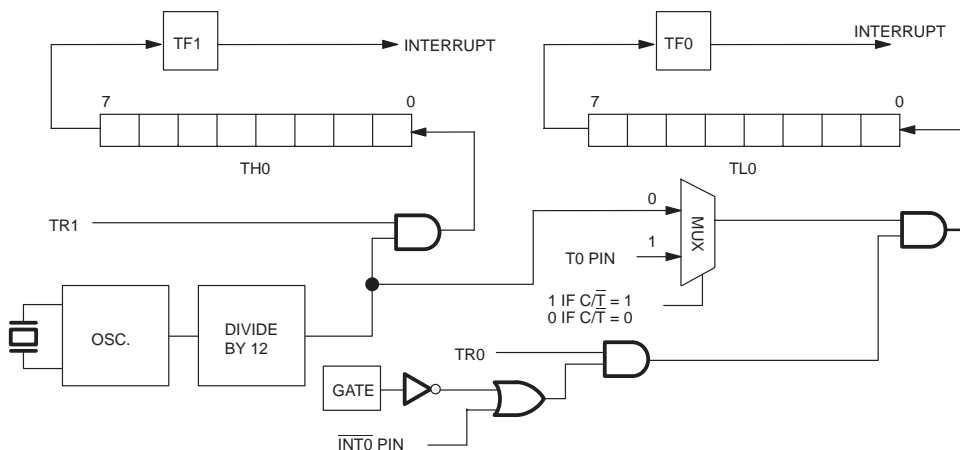 TF1
INTERRUPT
TF0
INTERRUPT
7
0
7
0
TH0
TL0
TR1
0
MUX
1
T0 PIN
1 IF C/T̅ = 1
0 IF C/T̅ = 0
OSC.
DIVIDE
BY 12
TR0
GATE
I̅N̅T̅0̅ PIN